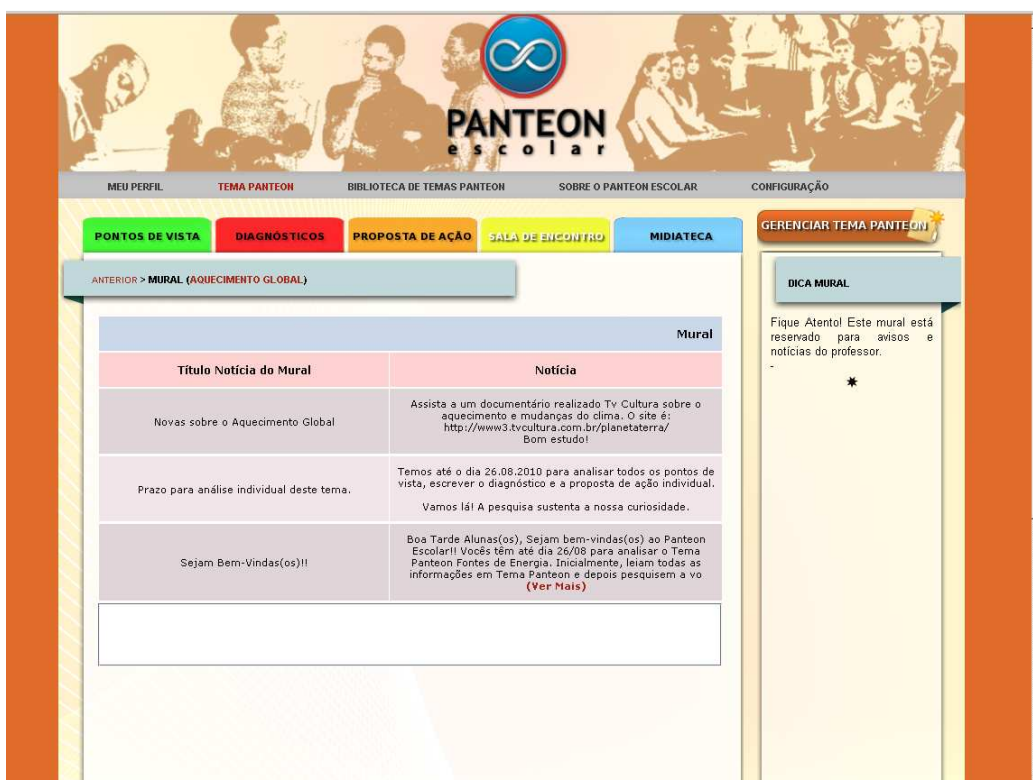 PANTEON
escolar
MEU PERFIL TEMA PANTEON BIBLIOTECA DE TEMAS PANTEON SOBRE O PANTEON ESCOLAR CONFIGURAÇÃO
PONTOS DE VISTA DIAGNÓSTICOS PROPOSTA DE AÇÃO SALA DE ENCONTRO MIDIATECA
GERENCIAR TEMA PANTEON
ANTERIOR > MURAL (AQUECIMENTO GLOBAL)
Mural
Título Notícia do Mural Notícia
Novas sobre o Aquecimento Global
Assista a um documentário realizado Tv Cultura sobre o
aquecimento e mudanças do clima. O site é:
http://www3.tvcultura.com.br/planetaterra/
Bom estudo!
Prazo para análise individual deste tema.
Temos até o dia 26.08.2010 para analisar todos os pontos de
vista, escrever o diagnóstico e a proposta de ação individual.
Vamos lá! A pesquisa sustenta a nossa curiosidade.
Sejam Bem-Vindas(os)!!
Boa Tarde Alunas(os), Sejam bem-vindas(os) ao Panteon
Escolar!! Vocês têm até dia 26/08 para analisar o Tema
Panteon Fontes de Energia. Inicialmente, leiam todas as
informações em Tema Panteon e depois pesquisem a vo
(Ver Mais)
DICA MURAL
Fique Atento! Este mural está
reservado para avisos e
notícias do professor.
-